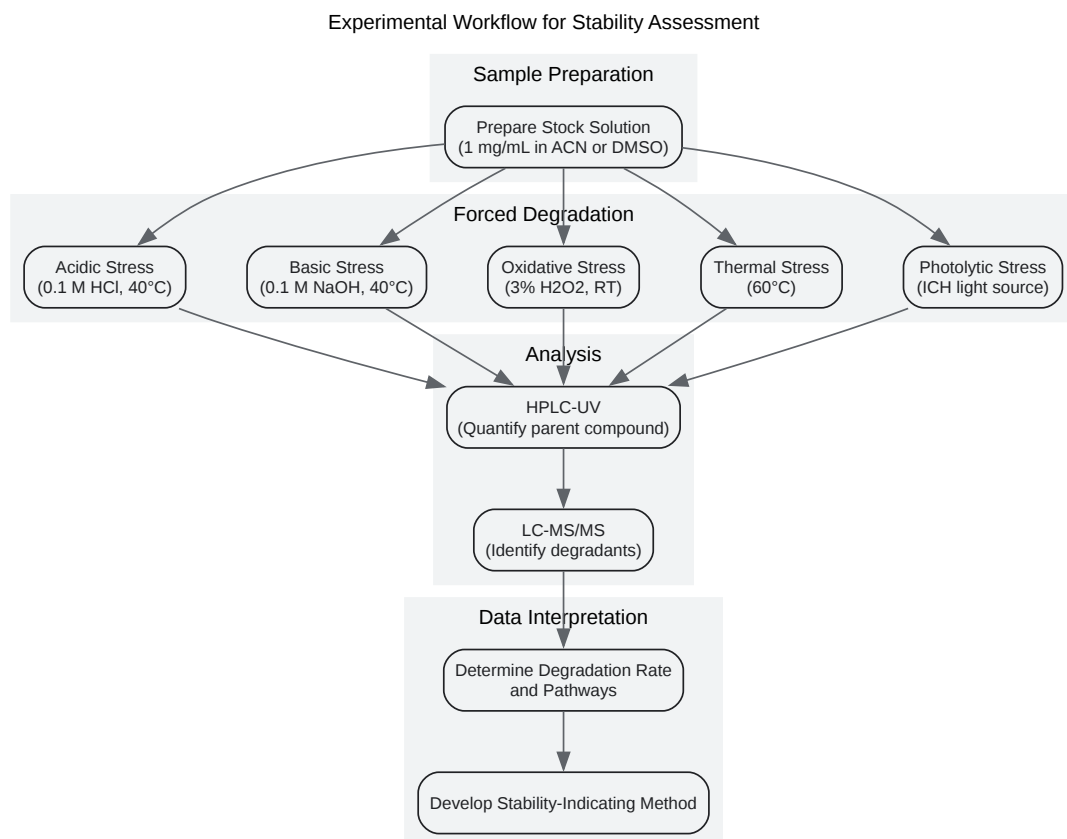 Experimental Workflow for Stability Assessment
Sample Preparation
Prepare Stock Solution
(1 mg/mL in ACN or DMSO)
Forced Degradation
Acidic Stress
(0.1 M HCl, 40°C)
Basic Stress
(0.1 M NaOH, 40°C)
Oxidative Stress
(3% H2O2, RT)
Thermal Stress
(60°C)
Photolytic Stress
(ICH light source)
Analysis
HPLC-UV
(Quantify parent compound)
LC-MS/MS
(Identify degradants)
Data Interpretation
Determine Degradation Rate
and Pathways
Develop Stability-Indicating Method